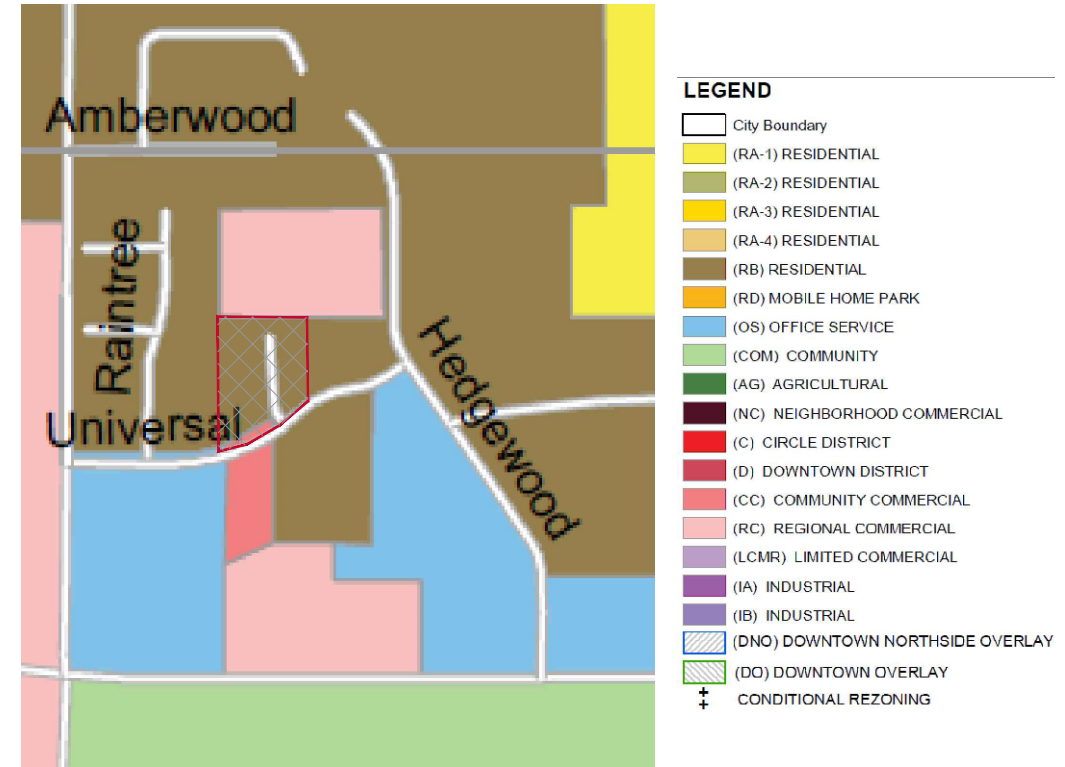 Amberwood
Raintree
Universal
Hedgewood
LEGEND
City Boundary
(RA-1) RESIDENTIAL
(RA-2) RESIDENTIAL
(RA-3) RESIDENTIAL
(RA-4) RESIDENTIAL
(RB) RESIDENTIAL
(RD) MOBILE HOME PARK
(OS) OFFICE SERVICE
(COM) COMMUNITY
(AG) AGRICULTURAL
(NC) NEIGHBORHOOD COMMERCIAL
(C) CIRCLE DISTRICT
(D) DOWNTOWN DISTRICT
(CC) COMMUNITY COMMERCIAL
(RC) REGIONAL COMMERCIAL
(LCMR) LIMITED COMMERCIAL
(IA) INDUSTRIAL
(IB) INDUSTRIAL
(DNO) DOWNTOWN NORTHSIDE OVERLAY
(DO) DOWNTOWN OVERLAY
CONDITIONAL REZONING